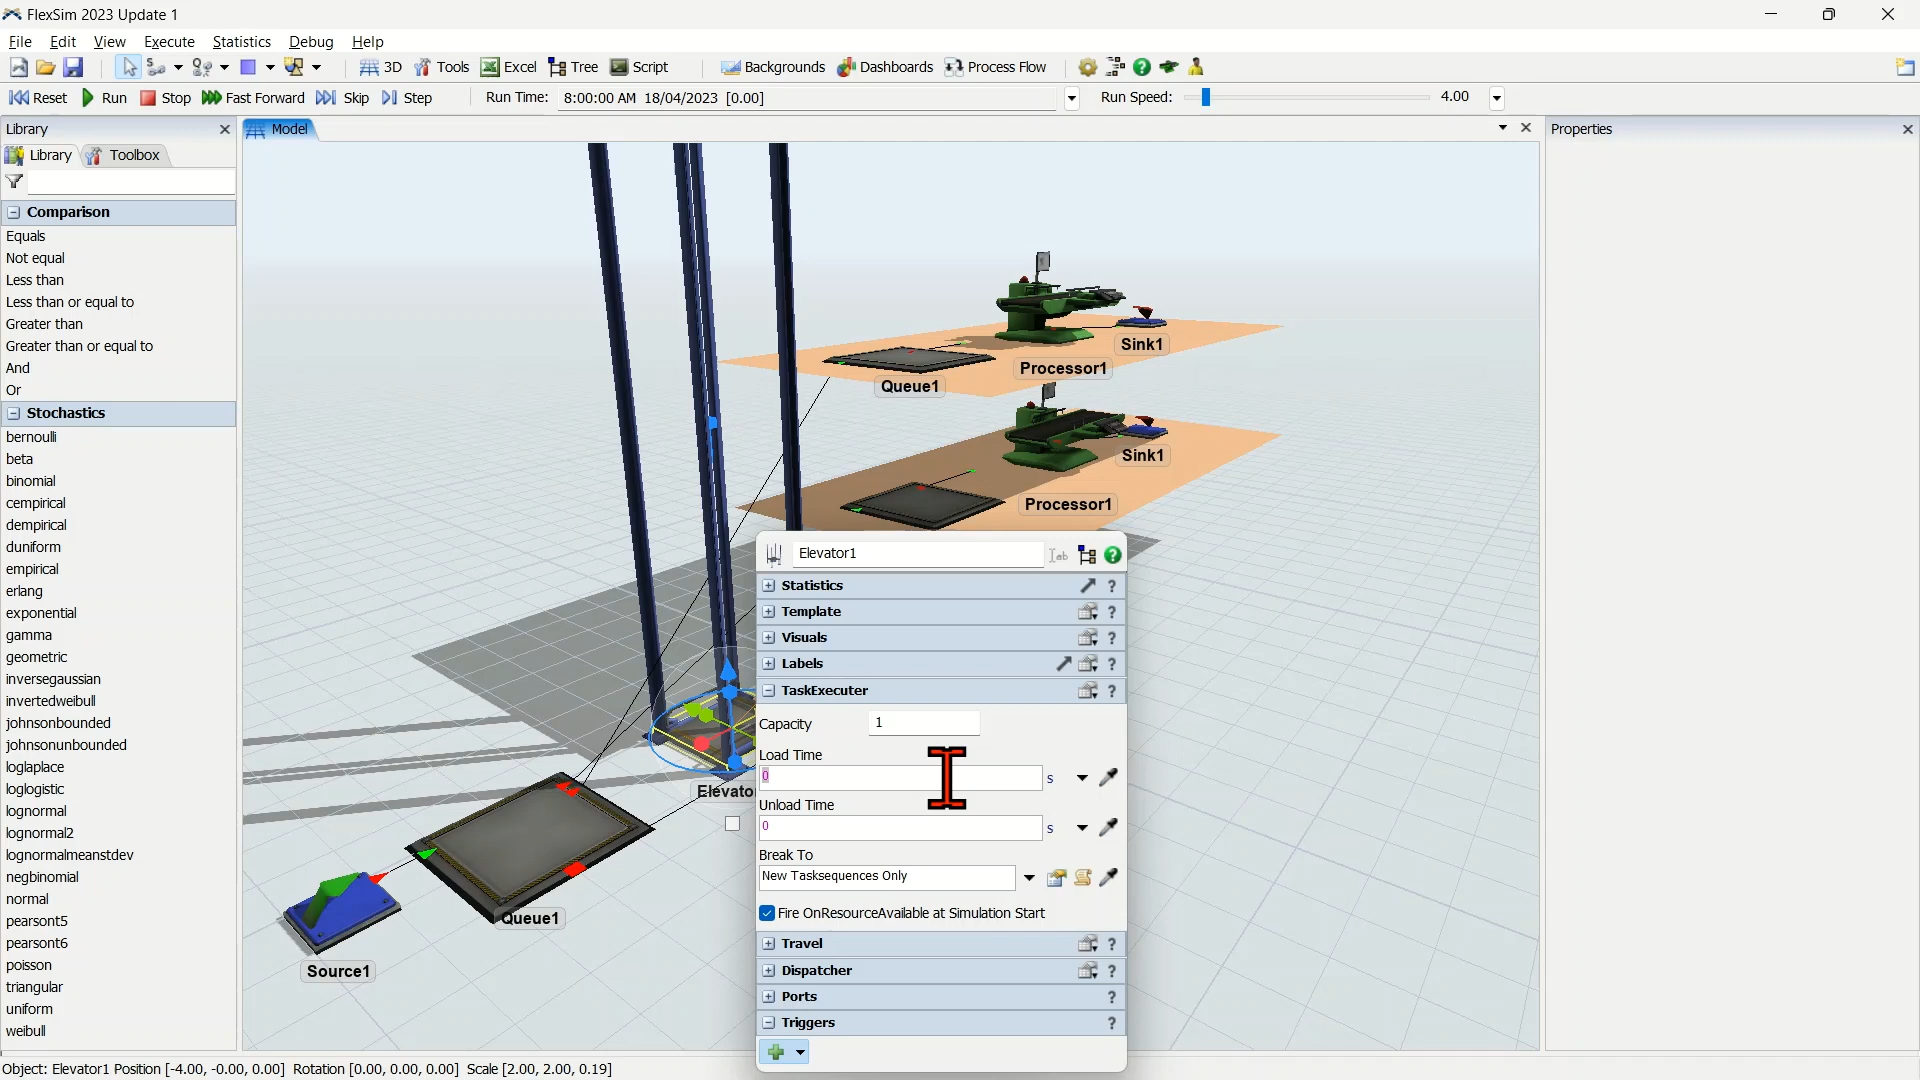 FlexSim 2023 Update 1
File Edit View Execute Statistics Debug Help
3D Tools Excel Tree Script Backgrounds Dashboards Process Flow
Reset Run Stop Fast Forward Skip Step Run Time: 8:00:00 AM 18/04/2023 [0.00] Run Speed: 4.00
Library
Model
Properties
Library Toolbox
Comparison
Equals
Not equal
Less than
Less than or equal to
Greater than
Greater than or equal to
And
Or
Stochastics
bernoulli
beta
binomial
cempirical
dempirical
duniform
empirical
erlang
exponential
gamma
geometric
inversegaussian
invertedweibull
johnsonbounded
johnsonunbounded
loglaplace
loglogistic
lognormal
lognormal2
lognormalmeanstdev
negbinomial
normal
pearsont5
pearsont6
poisson
triangular
uniform
weibull
Sink1
Processor1
Queue1
Sink1
Processor1
Elevato
Queue1
Source1
Elevator1
Statistics ?
Template ?
Visuals ?
Labels ?
TaskExecuter ?
Capacity 1
Load Time
0 s
Unload Time
0 s
Break To
New Tasksequences Only
Fire OnResourceAvailable at Simulation Start
Travel ?
Dispatcher ?
Ports ?
Triggers ?
Object: Elevator1 Position [-4.00, -0.00, 0.00] Rotation [0.00, 0.00, 0.00] Scale [2.00, 2.00, 0.19]